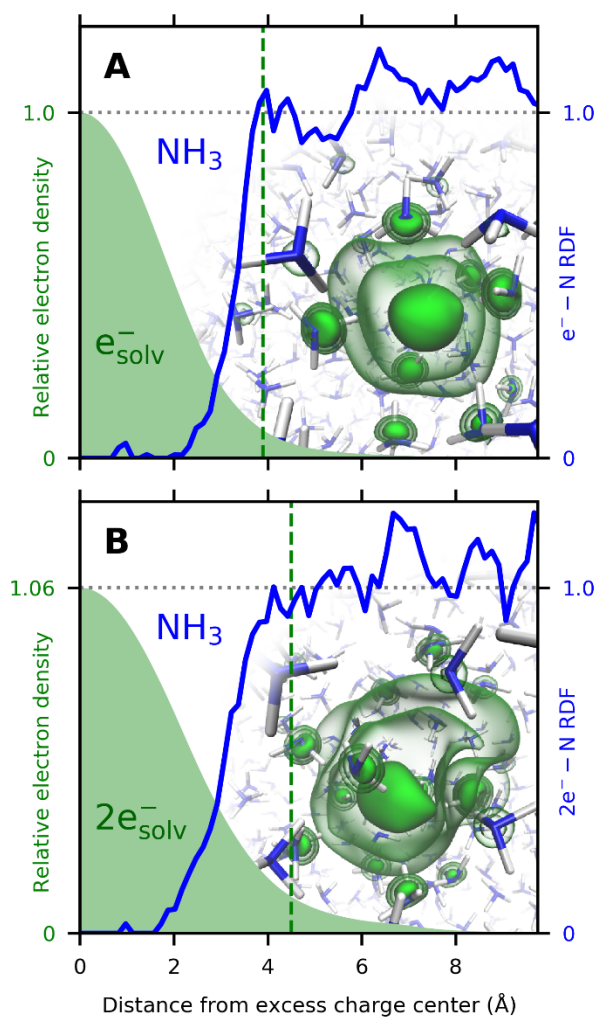 A
1.0
1.0
NH₃
Relative electron density
e⁻ − N RDF
e⁻solv
0
0
B
1.06
1.0
NH₃
Relative electron density
2e⁻ − N RDF
2e⁻solv
0
0
0 2 4 6 8
Distance from excess charge center (Å)